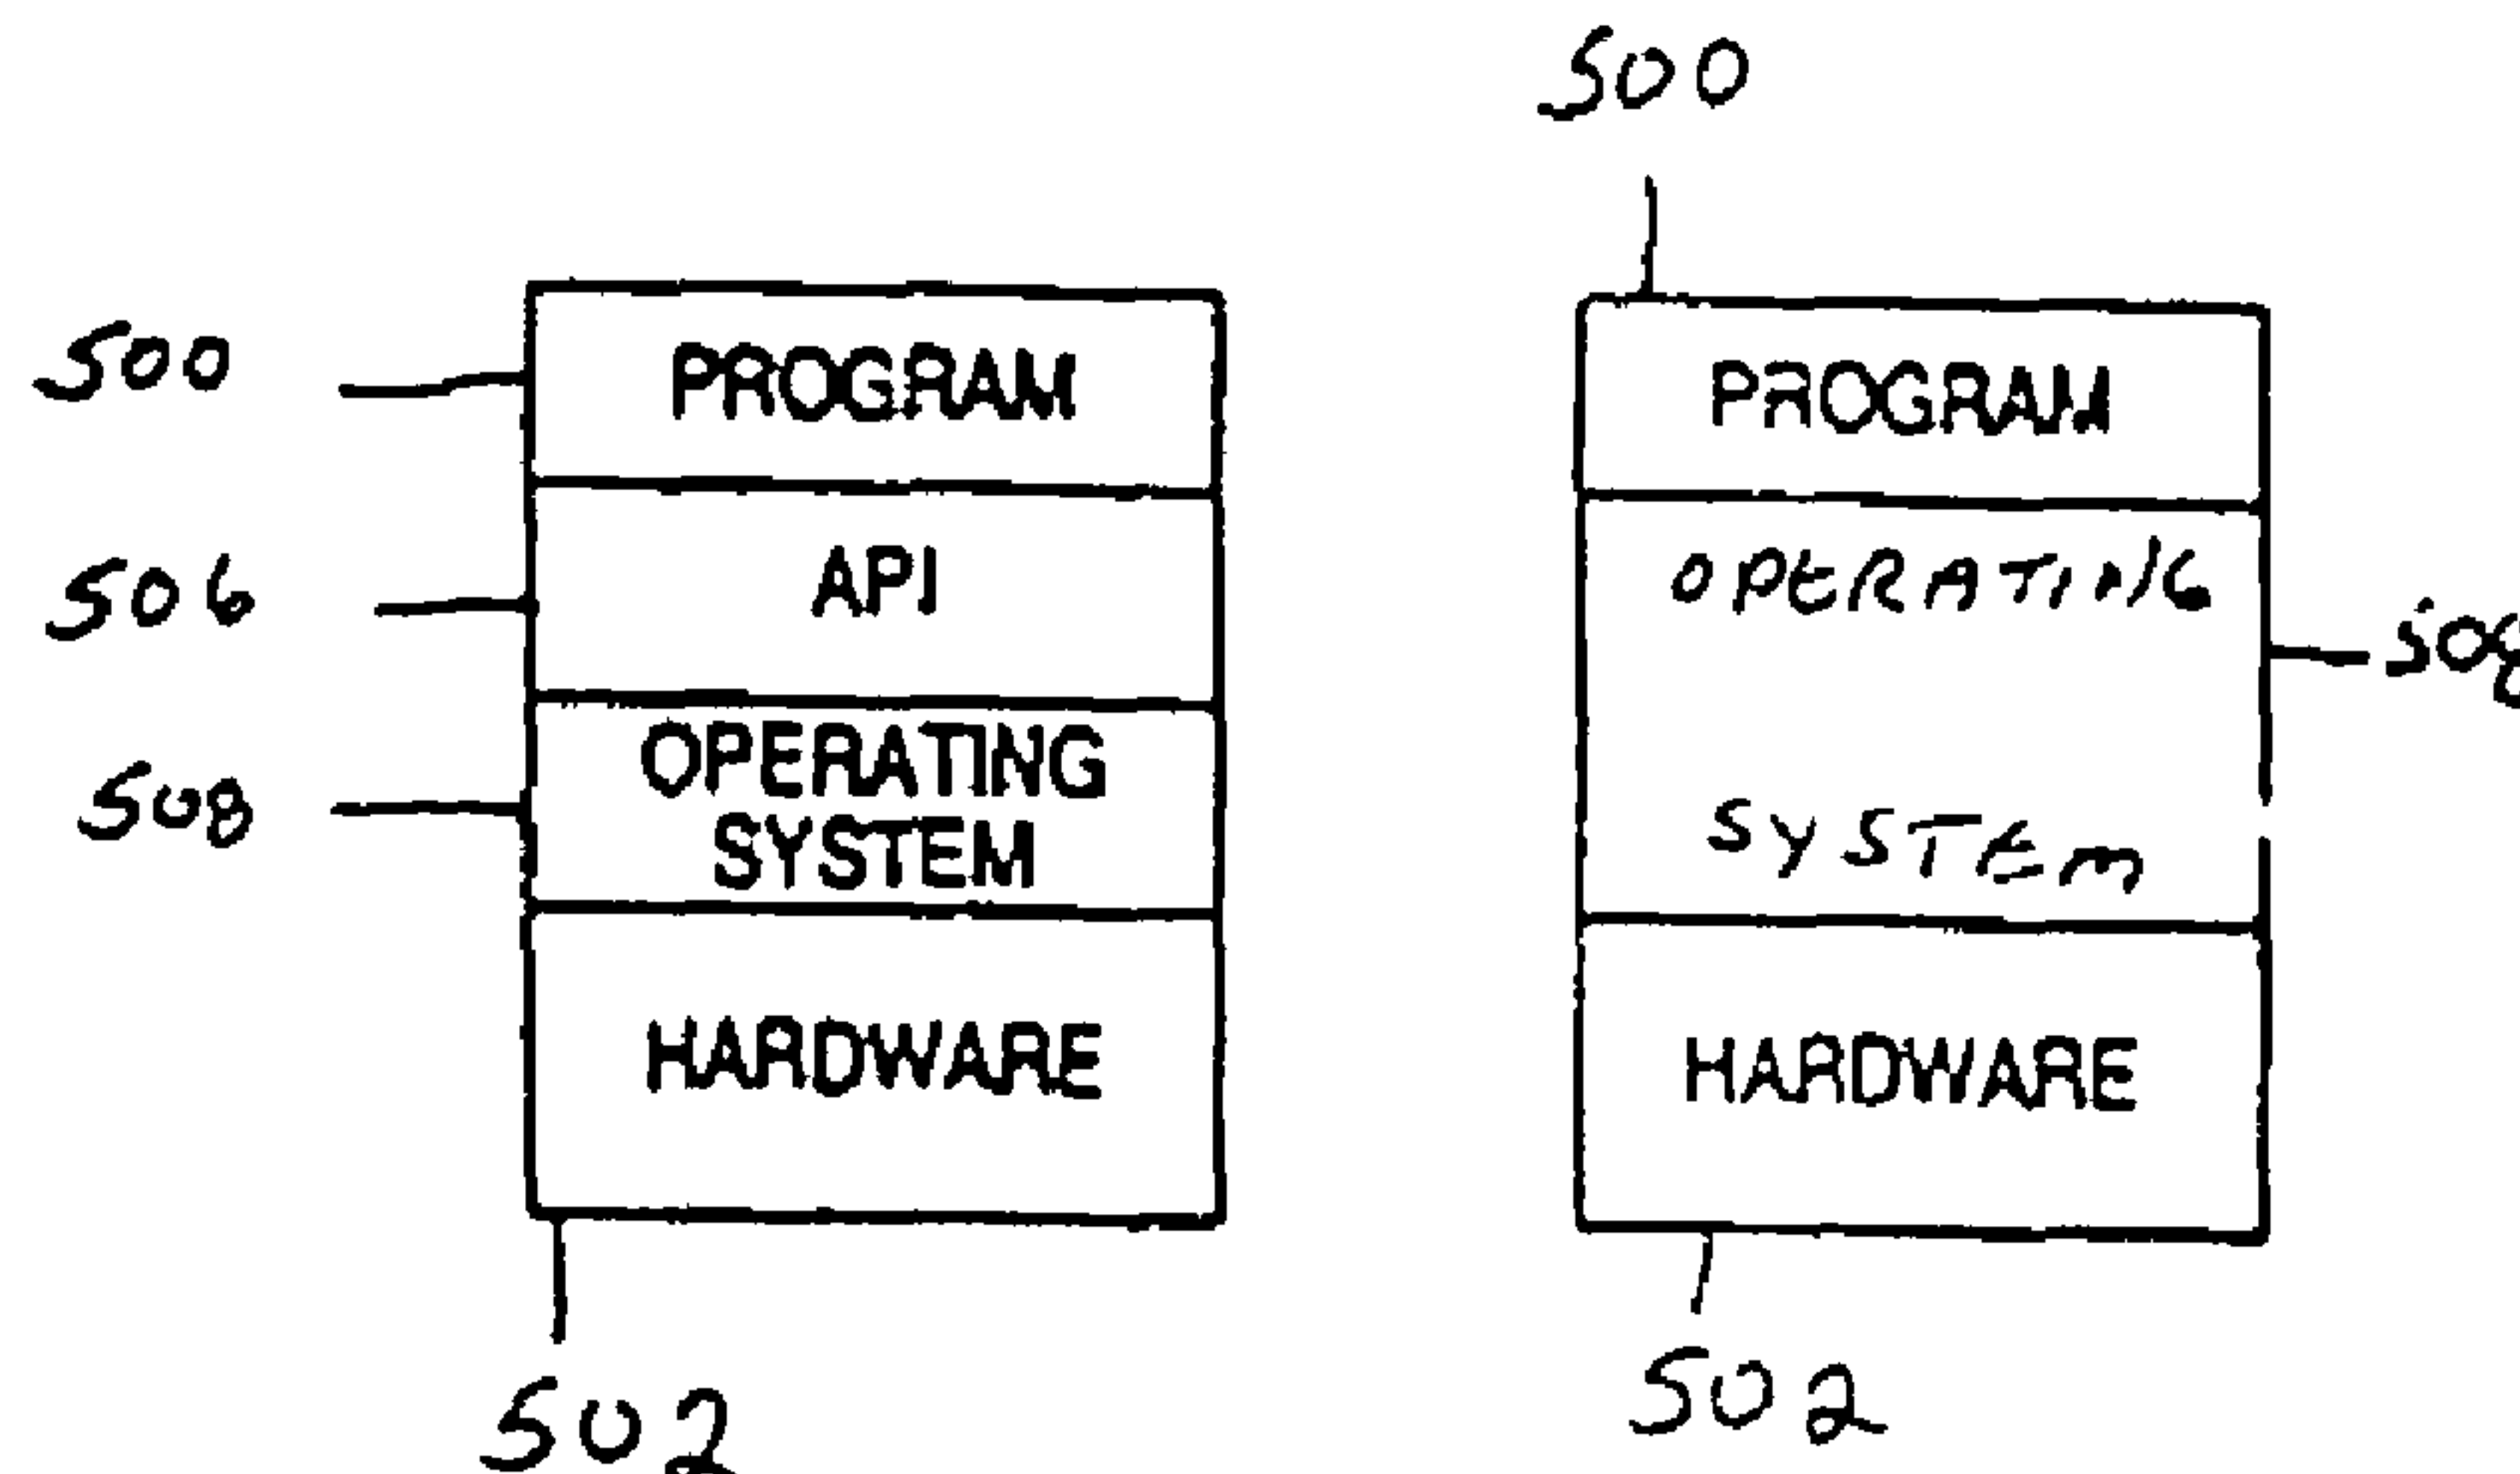 500
PROGRAM
506
API
508
OPERATING
SYSTEM
HARDWARE
502
500
PROGRAM
OPERATING
508
SYSTEM
HARDWARE
502